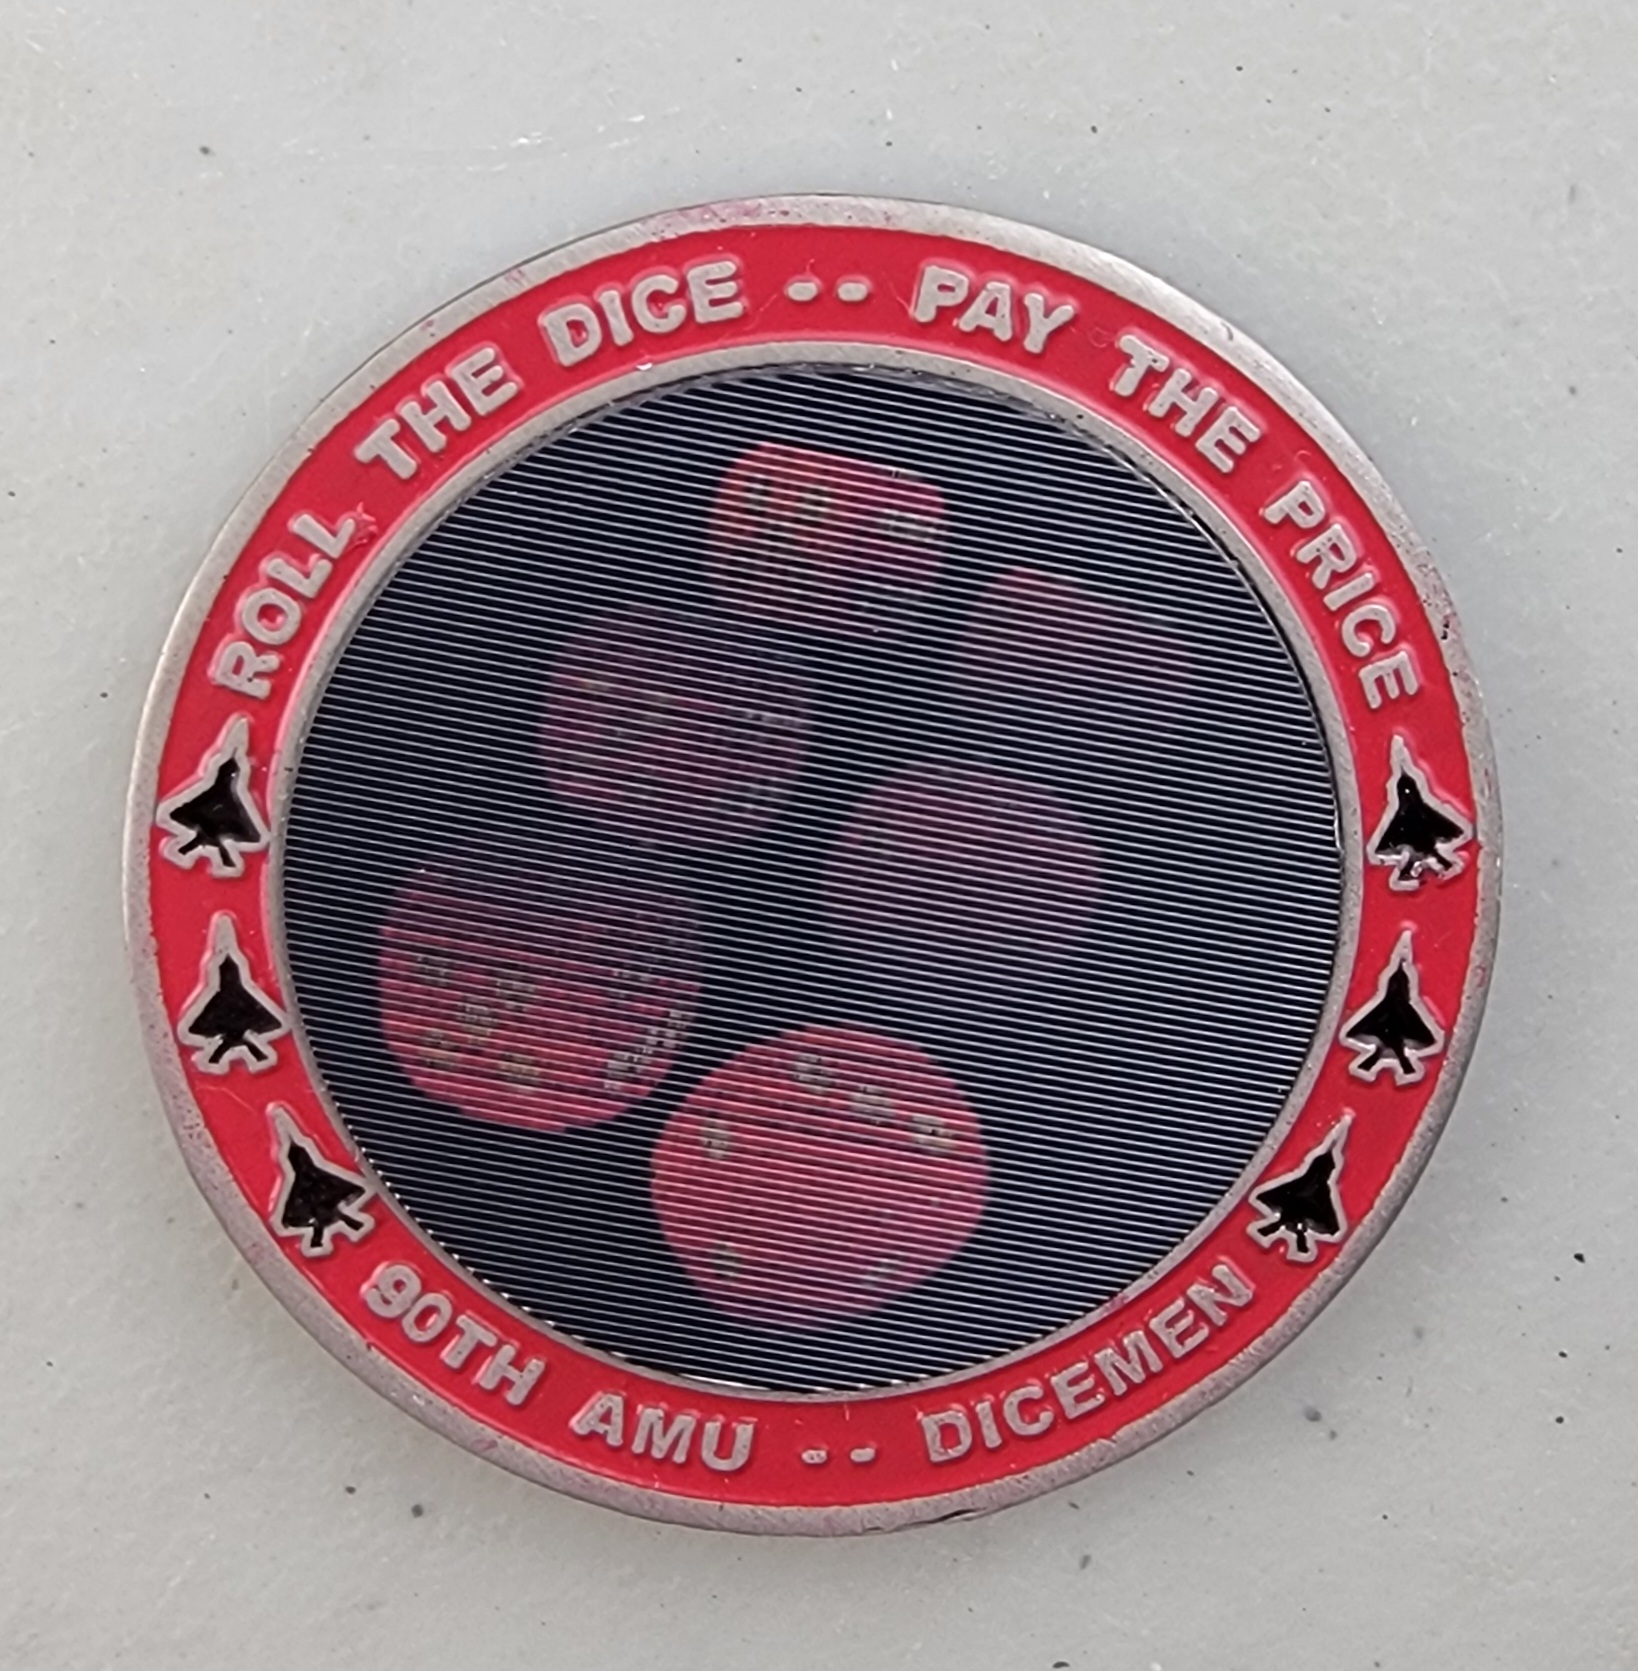 ROLL THE DICE -- PAY THE PRICE
90TH AMU -- DICEMEN